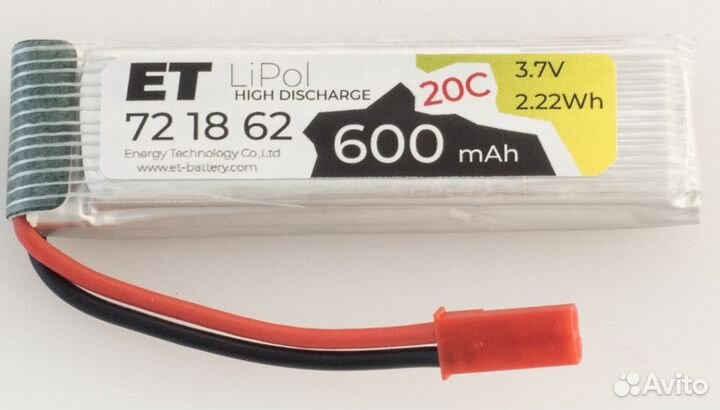 ET LiPol
HIGH DISCHARGE
72 18 62
Energy Technology Co.,Ltd
www.et-battery.com
20C
600 mAh
3.7V
2.22Wh
Avito